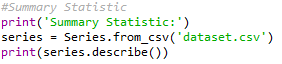 #Summary Statistic
print('Summary Statistic:')
series = Series.from_csv('dataset.csv')
print(series.describe())